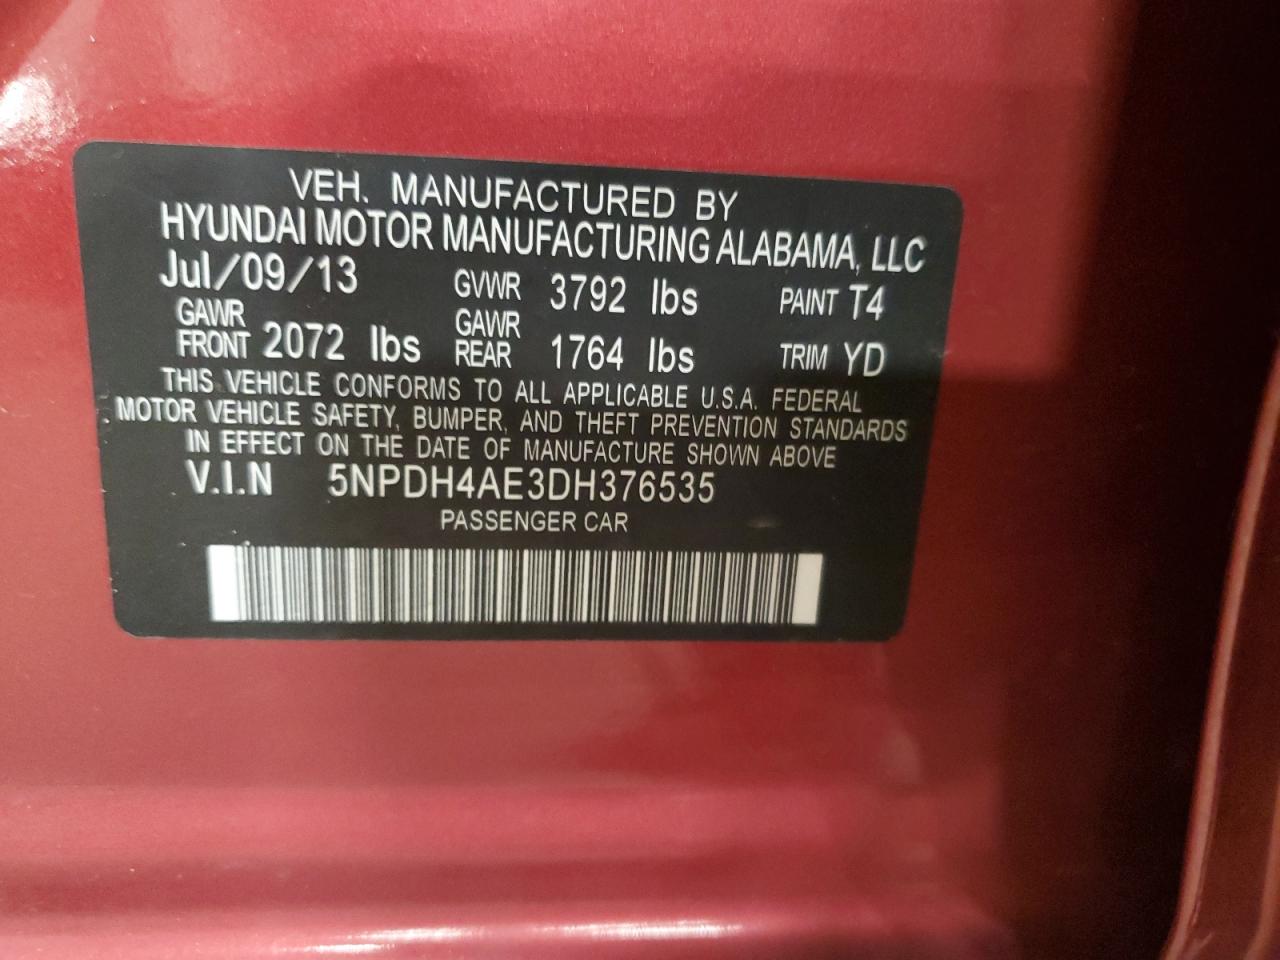 VEH. MANUFACTURED BY
HYUNDAI MOTOR MANUFACTURING ALABAMA, LLC
Jul/09/13 GVWR 3792 lbs PAINT T4
GAWR FRONT 2072 lbs GAWR REAR 1764 lbs TRIM YD
THIS VEHICLE CONFORMS TO ALL APPLICABLE U.S.A. FEDERAL
MOTOR VEHICLE SAFETY, BUMPER, AND THEFT PREVENTION STANDARDS
IN EFFECT ON THE DATE OF MANUFACTURE SHOWN ABOVE
V.I.N 5NPDH4AE3DH376535
PASSENGER CAR